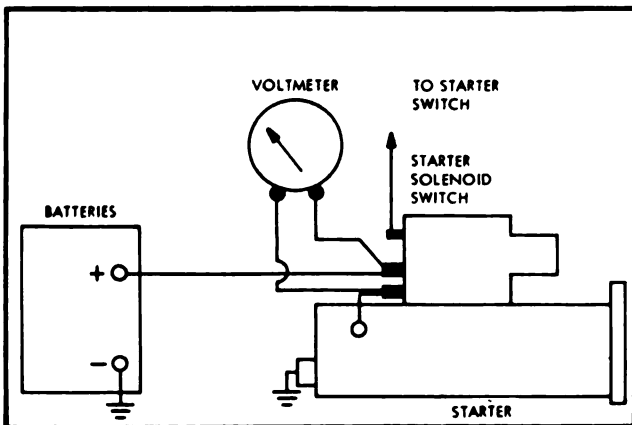 VOLTMETER
TO STARTER
SWITCH
STARTER
SOLENOID
SWITCH
BATTERIES
+
−
STARTER